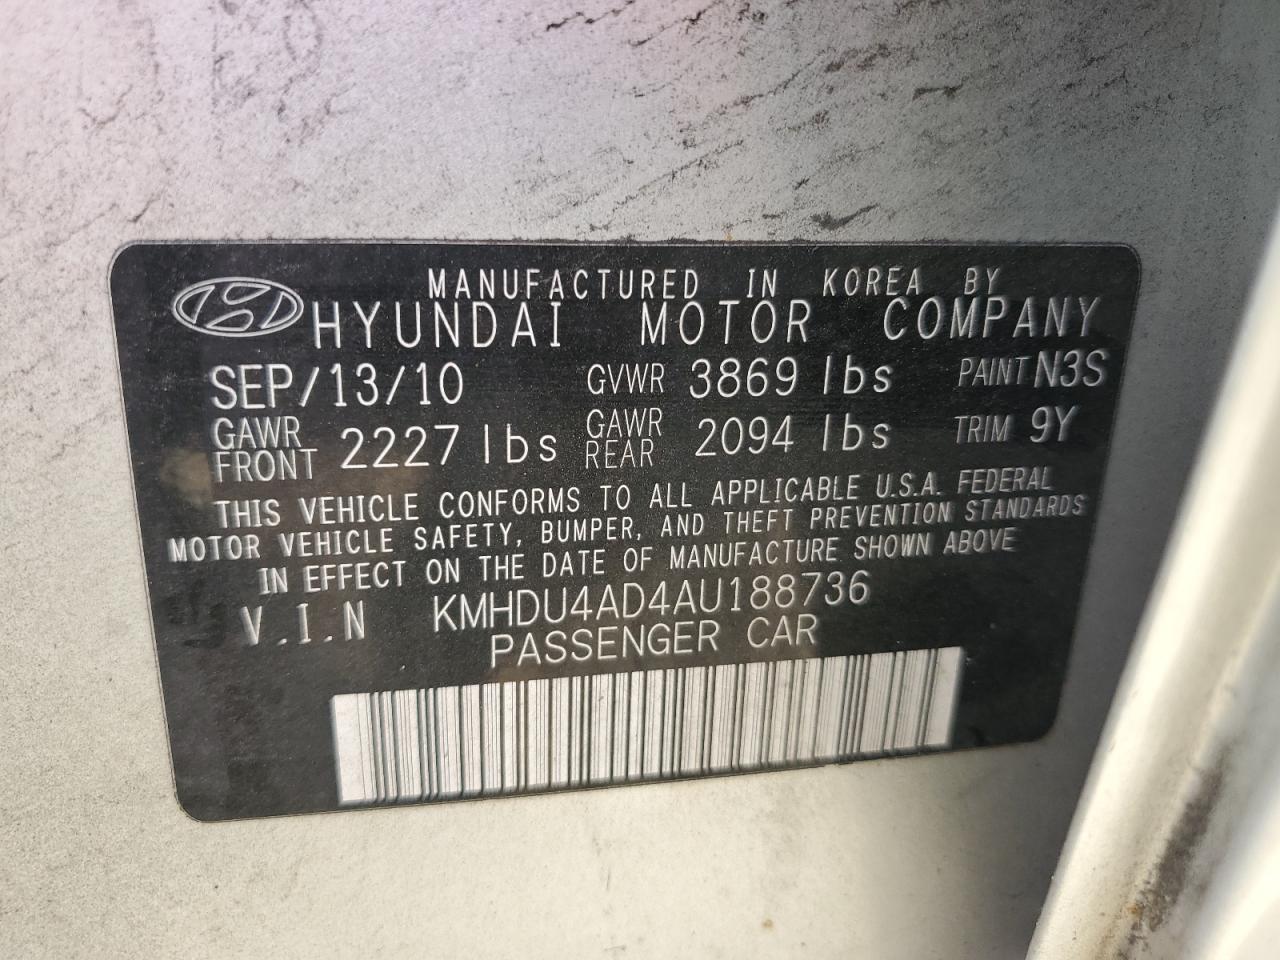 MANUFACTURED IN KOREA BY
HYUNDAI MOTOR COMPANY
SEP/13/10 GVWR 3869 lbs PAINT N3S
GAWR FRONT 2227 lbs GAWR REAR 2094 lbs TRIM 9Y
THIS VEHICLE CONFORMS TO ALL APPLICABLE U.S.A. FEDERAL
MOTOR VEHICLE SAFETY, BUMPER, AND THEFT PREVENTION STANDARDS
IN EFFECT ON THE DATE OF MANUFACTURE SHOWN ABOVE
V.I.N KMHDU4AD4AU188736
PASSENGER CAR